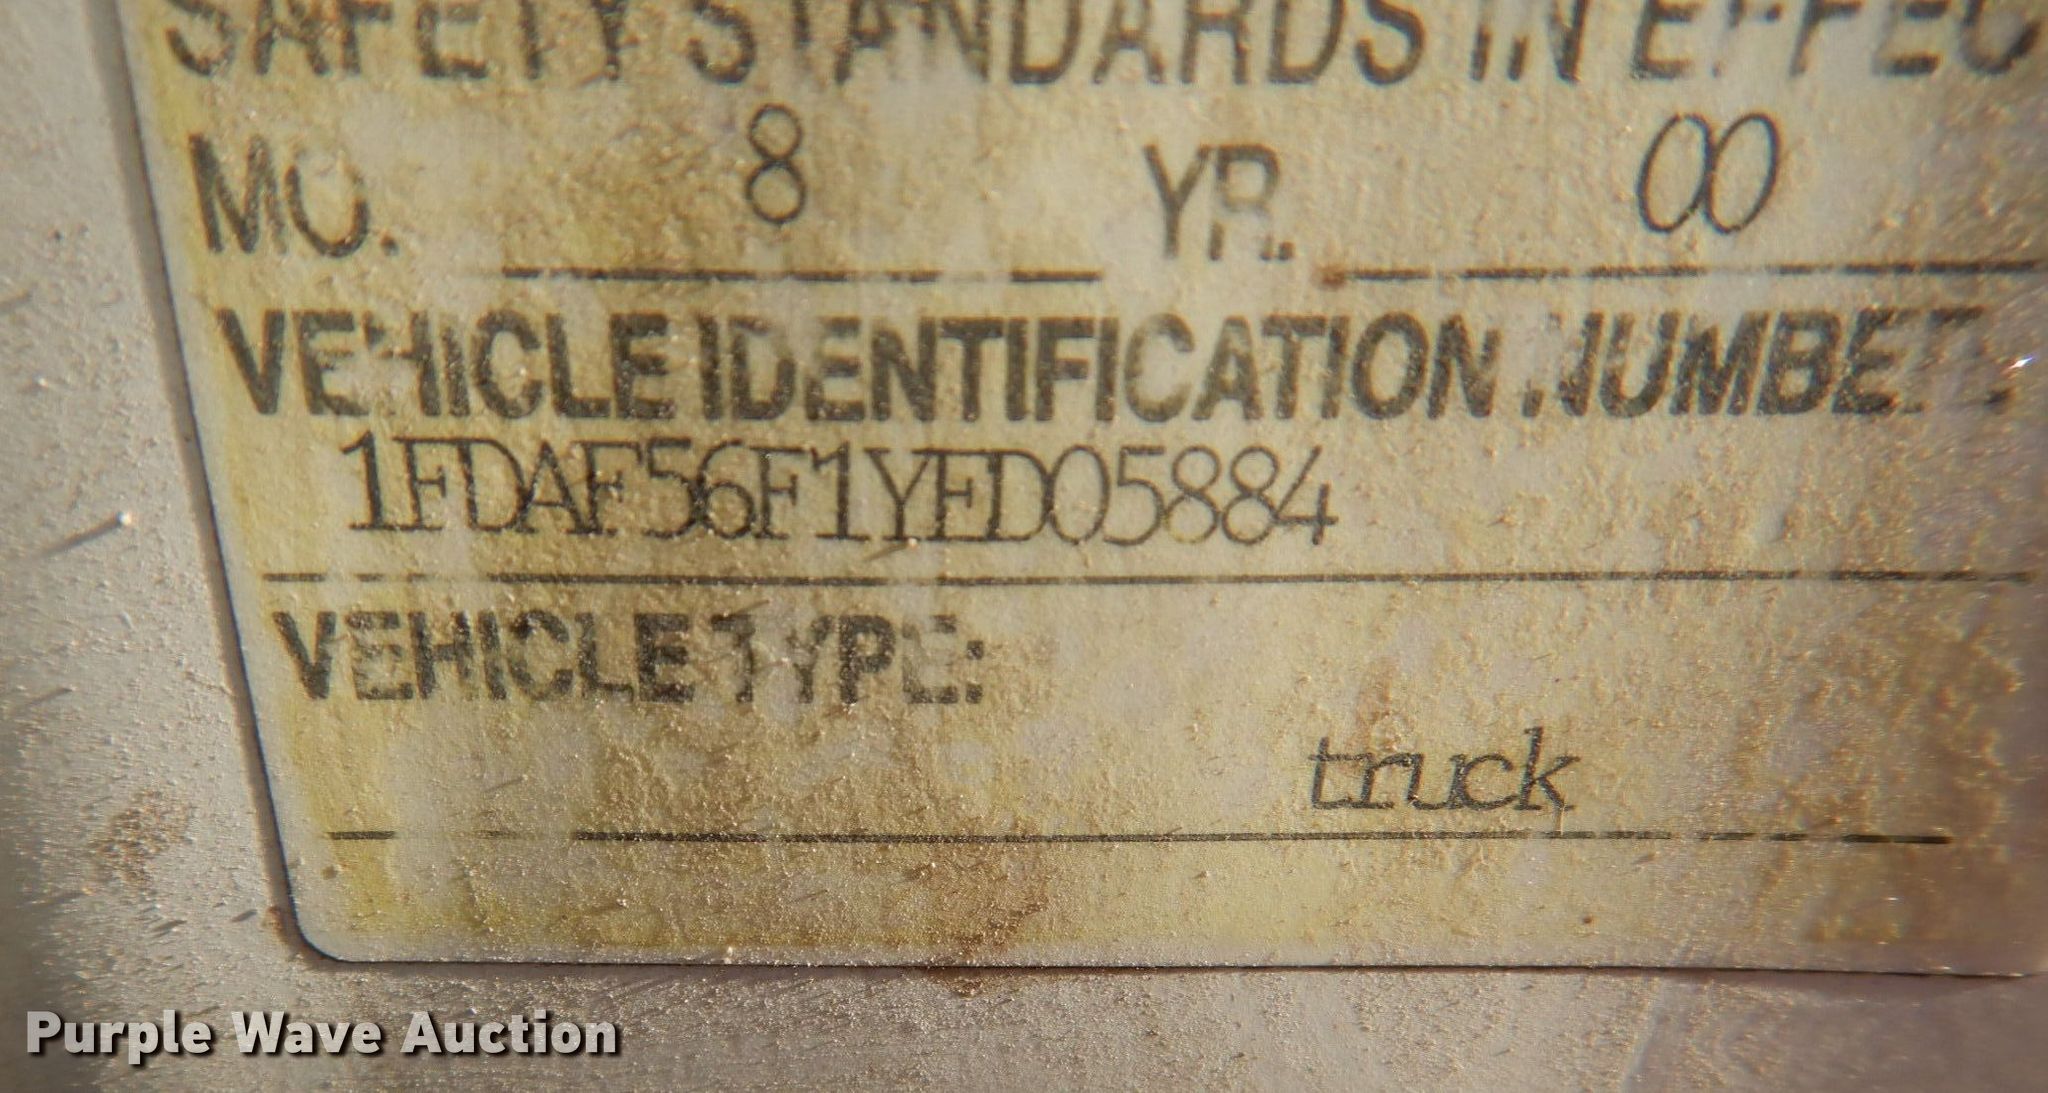 SAFETY STANDARDS IN EFFEC
MO. 8 YR. 00
VEHICLE IDENTIFICATION NUMBER:
1FDAF56F1YED05884
VEHICLE TYPE:
truck
Purple Wave Auction